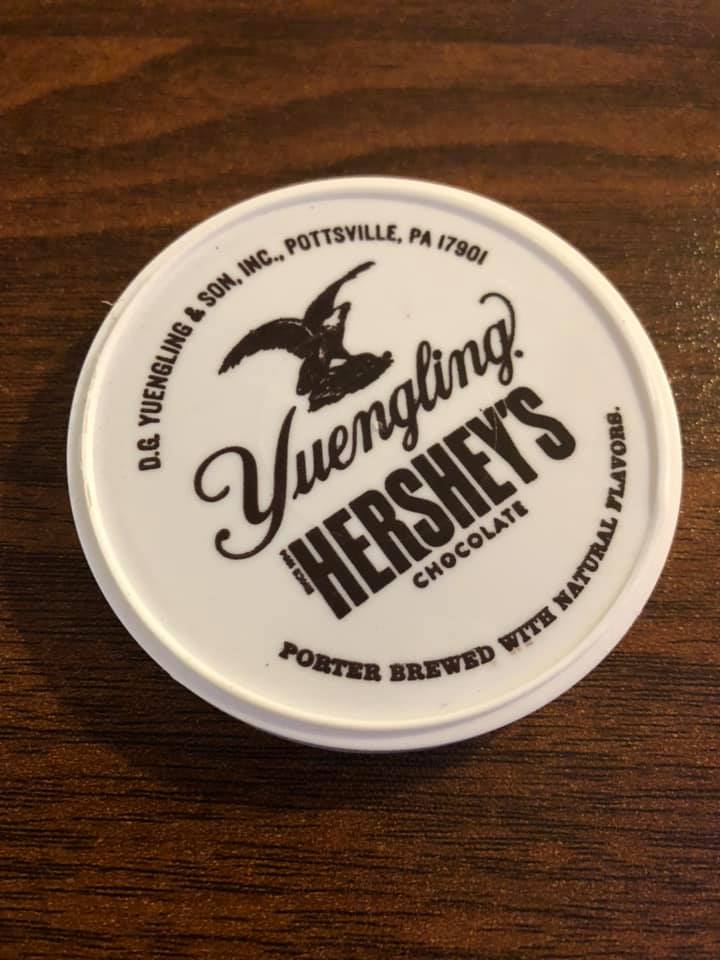 D.G. YUENGLING & SON, INC., POTTSVILLE, PA 17901
Yuengling
HERSHEY'S
CHOCOLATE
PORTER BREWED WITH NATURAL FLAVORS.